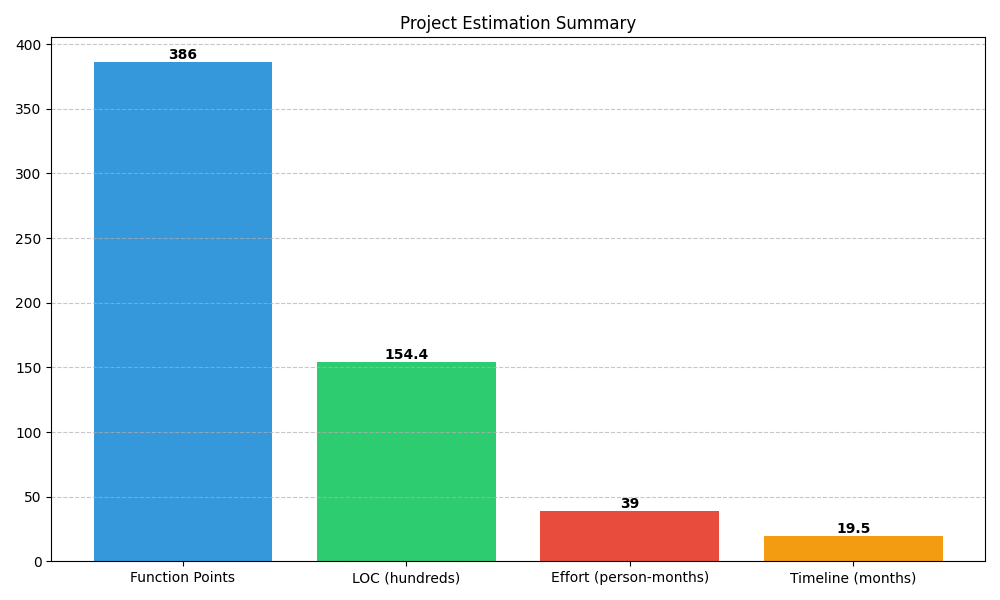 Project Estimation Summary
400
350
300
250
200
150
100
50
0
386
154.4
39
19.5
Function Points
LOC (hundreds)
Effort (person-months)
Timeline (months)